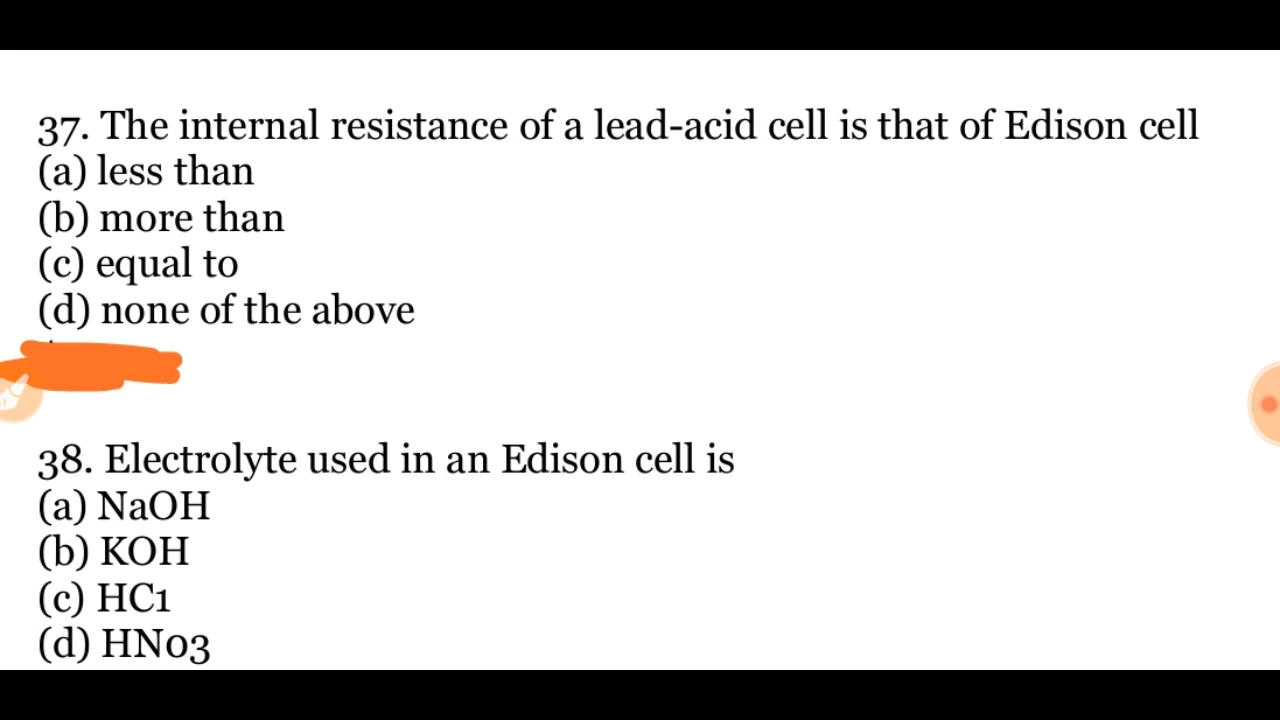 37. The internal resistance of a lead-acid cell is that of Edison cell
(a) less than
(b) more than
(c) equal to
(d) none of the above
38. Electrolyte used in an Edison cell is
(a) NaOH
(b) KOH
(c) HC1
(d) HN03